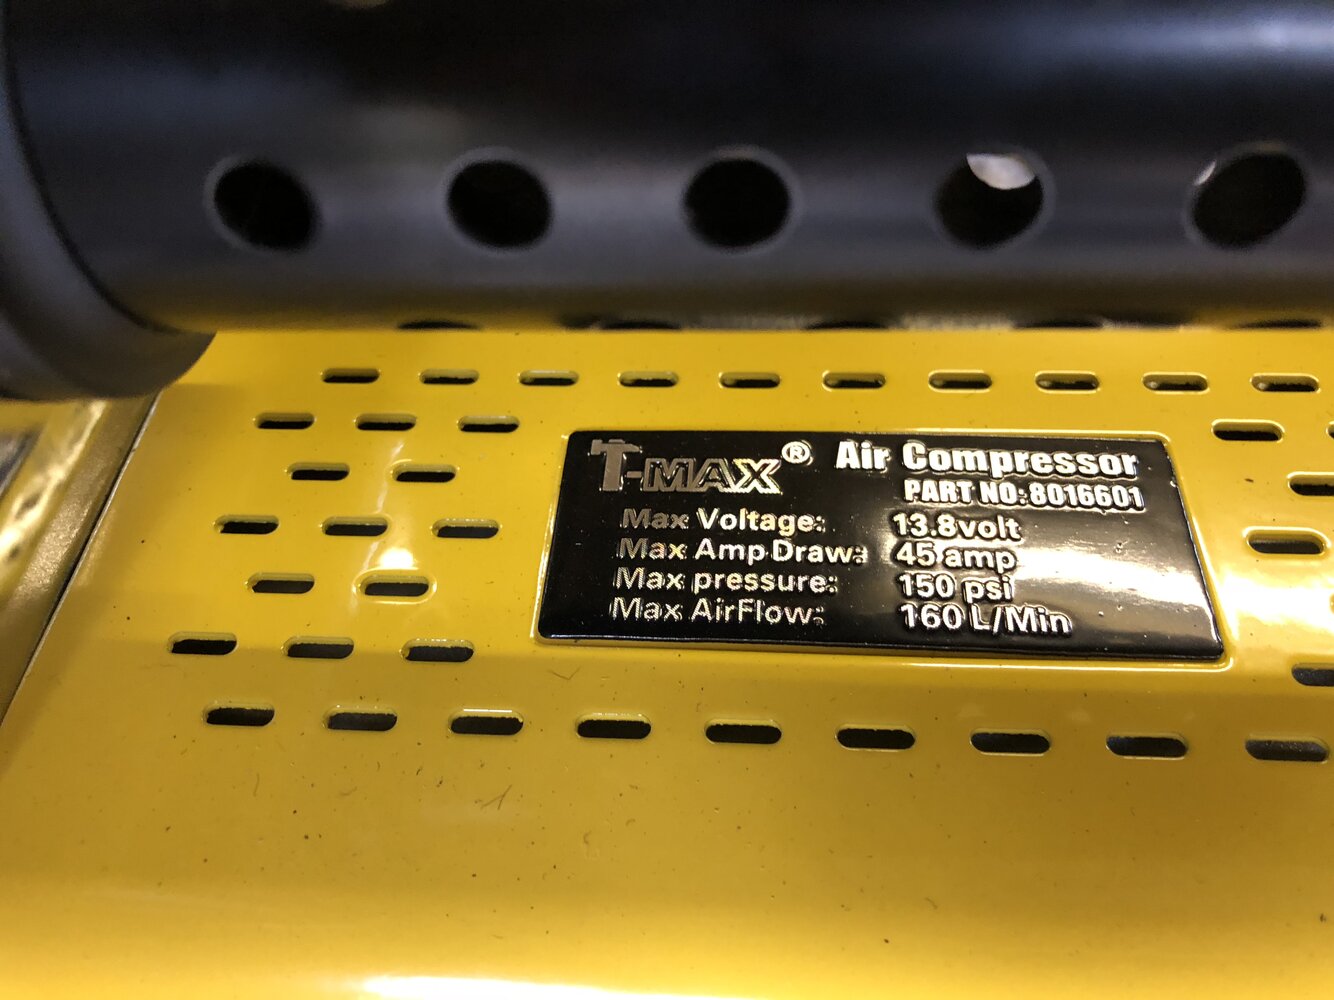 T-MAX® Air Compressor
PART NO:8016601
Max Voltage: 13.8volt
Max Amp Draw: 45 amp
Max pressure: 150 psi
Max AirFlow: 160 L/Min